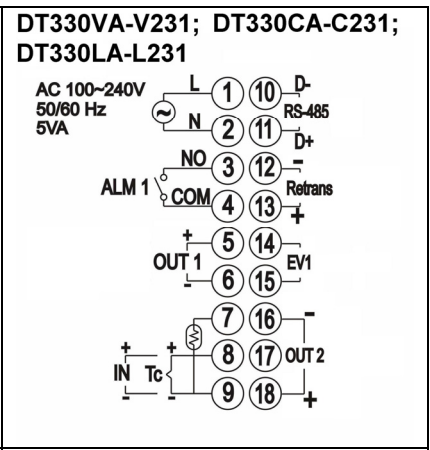 DT330VA-V231; DT330CA-C231;
DT330LA-L231
AC 100~240V
50/60 Hz
5VA
L
N
1
10
D-
RS-485
2
11
D+
ALM 1
NO
COM
3
12
-
Retrans
4
13
+
OUT 1
+
-
5
14
EV1
6
15
7
16
-
IN
+
-
Tc
+
-
8
17
OUT 2
9
18
+